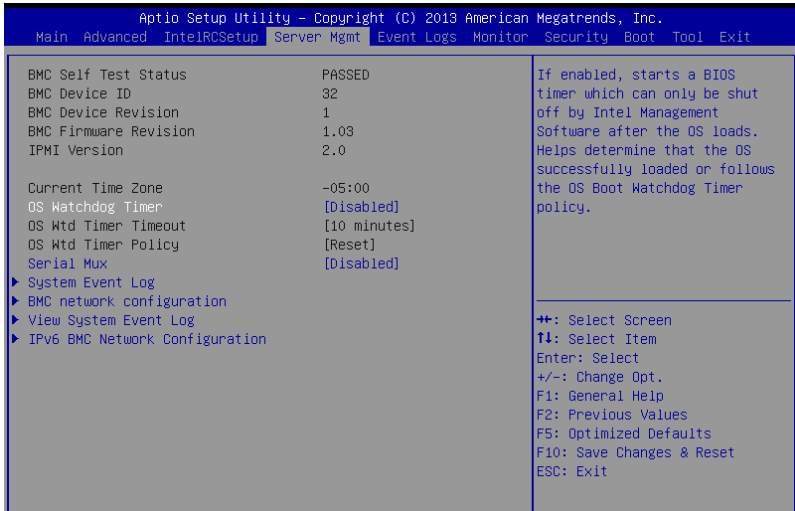 Aptio Setup Utility – Copyright (C) 2013 American Megatrends, Inc.
Main Advanced IntelRCSetup Server Mgmt Event Logs Monitor Security Boot Tool Exit
BMC Self Test Status PASSED
BMC Device ID 32
BMC Device Revision 1
BMC Firmware Revision 1.03
IPMI Version 2.0
Current Time Zone -05:00
OS Watchdog Timer [Disabled]
OS Wtd Timer Timeout [10 minutes]
OS Wtd Timer Policy [Reset]
Serial Mux [Disabled]
System Event Log
BMC network configuration
View System Event Log
IPv6 BMC Network Configuration
If enabled, starts a BIOS
timer which can only be shut
off by Intel Management
Software after the OS loads.
Helps determine that the OS
successfully loaded or follows
the OS Boot Watchdog Timer
policy.
→←: Select Screen
↑↓: Select Item
Enter: Select
+/-: Change Opt.
F1: General Help
F2: Previous Values
F5: Optimized Defaults
F10: Save Changes & Reset
ESC: Exit